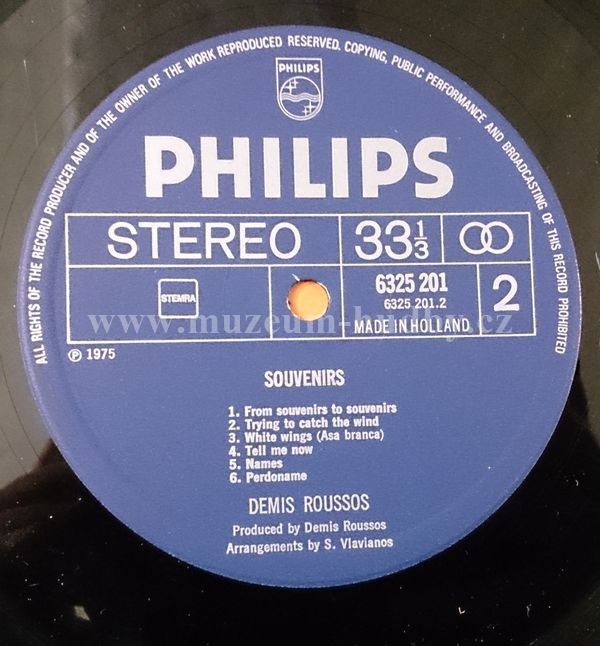 ALL RIGHTS OF THE RECORD PRODUCER AND OF THE OWNER OF THE WORK REPRODUCED RESERVED. COPYING, PUBLIC PERFORMANCE AND BROADCASTING OF THIS RECORD PROHIBITED
PHILIPS
PHILIPS
STEREO
33 1/3
STEMRA
6325 201
6325 201.2
MADE IN HOLLAND
2
www.muzeum-hudby.cz
℗ 1975
SOUVENIRS
1. From souvenirs to souvenirs
2. Trying to catch the wind
3. White wings (Asa branca)
4. Tell me now
5. Names
6. Perdoname
DEMIS ROUSSOS
Produced by Demis Roussos
Arrangements by S. Vlavianos